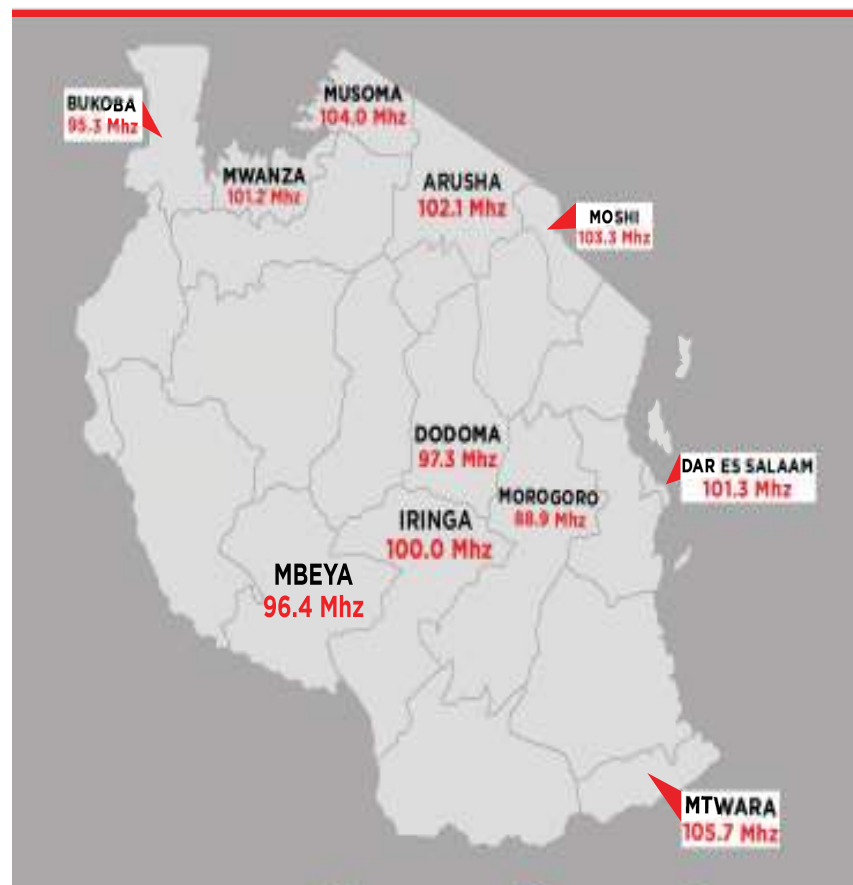 BUKOBA
95.3 Mhz
MUSOMA
104.0 Mhz
MWANZA
101.2 Mhz
ARUSHA
102.1 Mhz
MOSHI
103.3 Mhz
DODOMA
97.3 Mhz
DAR ES SALAAM
101.3 Mhz
MOROGORO
88.9 Mhz
IRINGA
100.0 Mhz
MBEYA
96.4 Mhz
MTWARA
105.7 Mhz